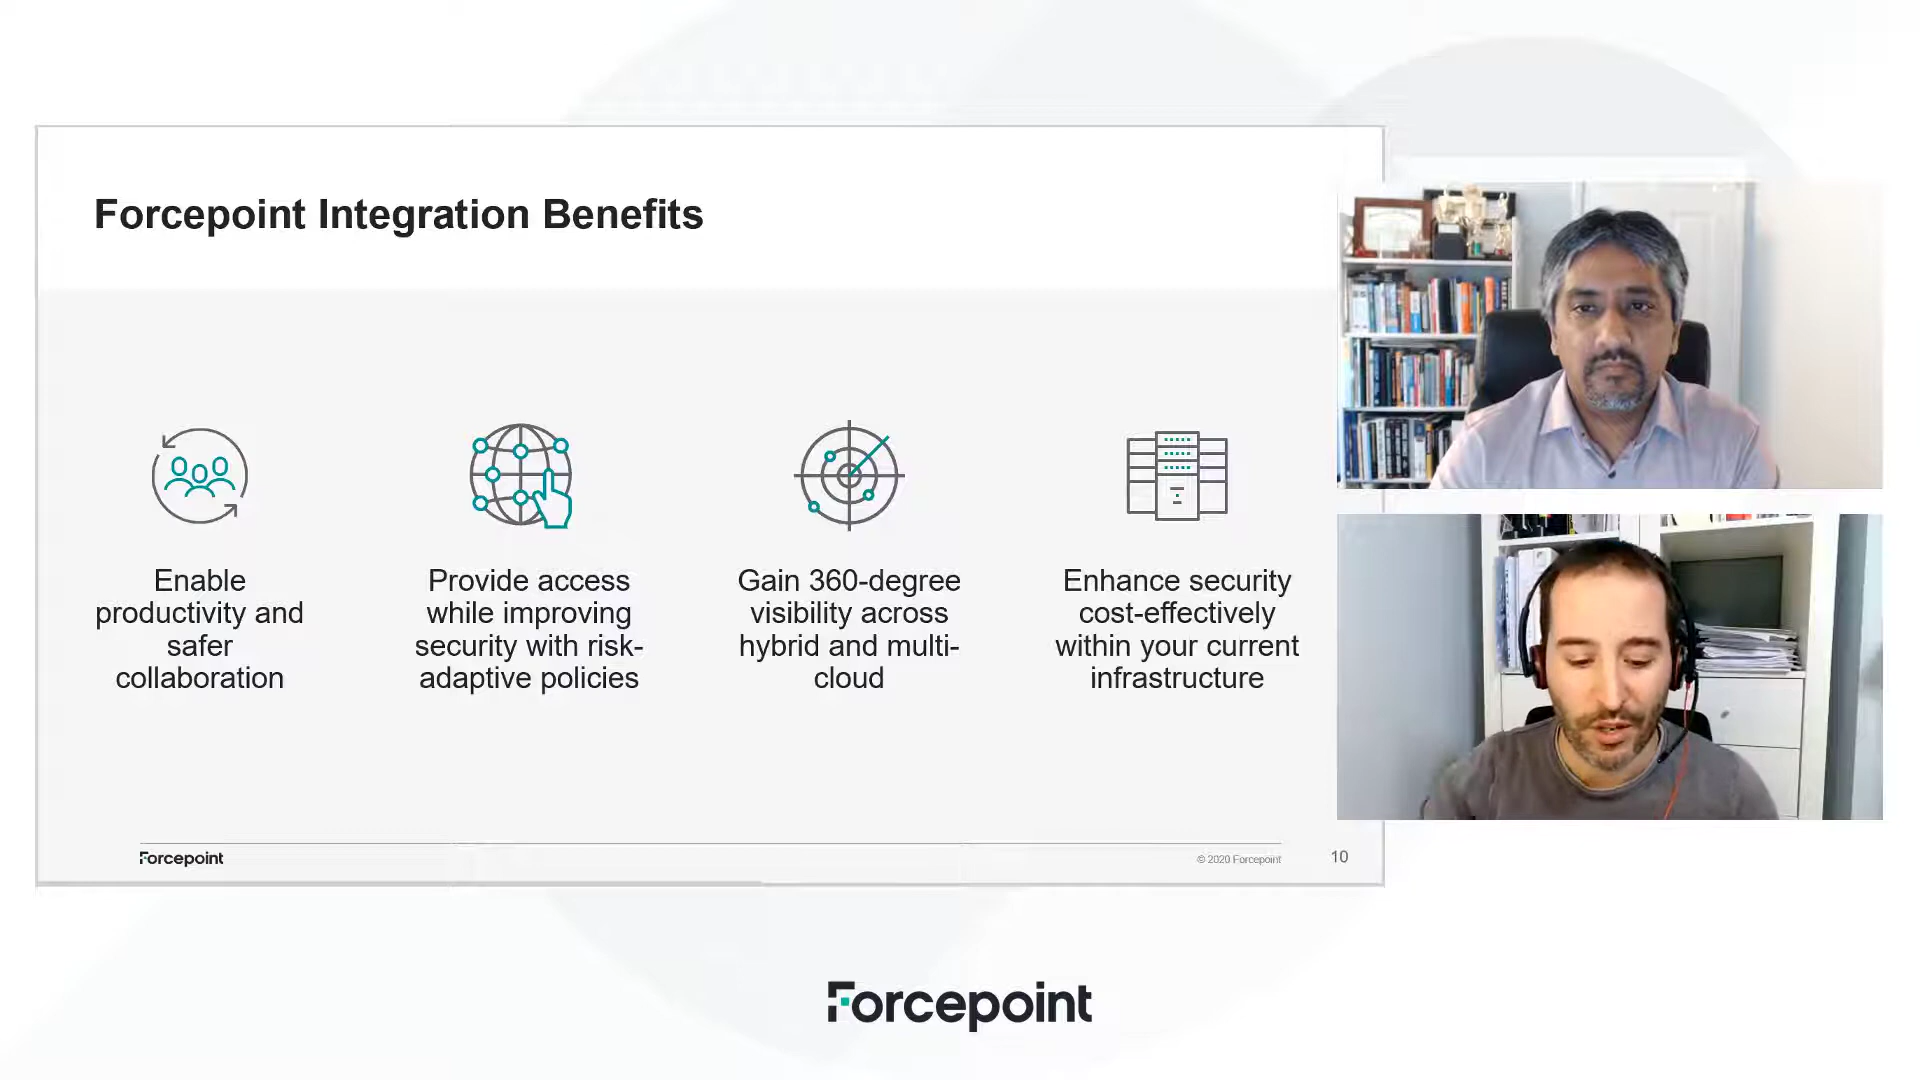 Forcepoint Integration Benefits
Enable
productivity and
safer
collaboration
Provide access
while improving
security with risk-
adaptive policies
Gain 360-degree
visibility across
hybrid and multi-
cloud
Enhance security
cost-effectively
within your current
infrastructure
Forcepoint
© 2020 Forcepoint
10
Forcepoint